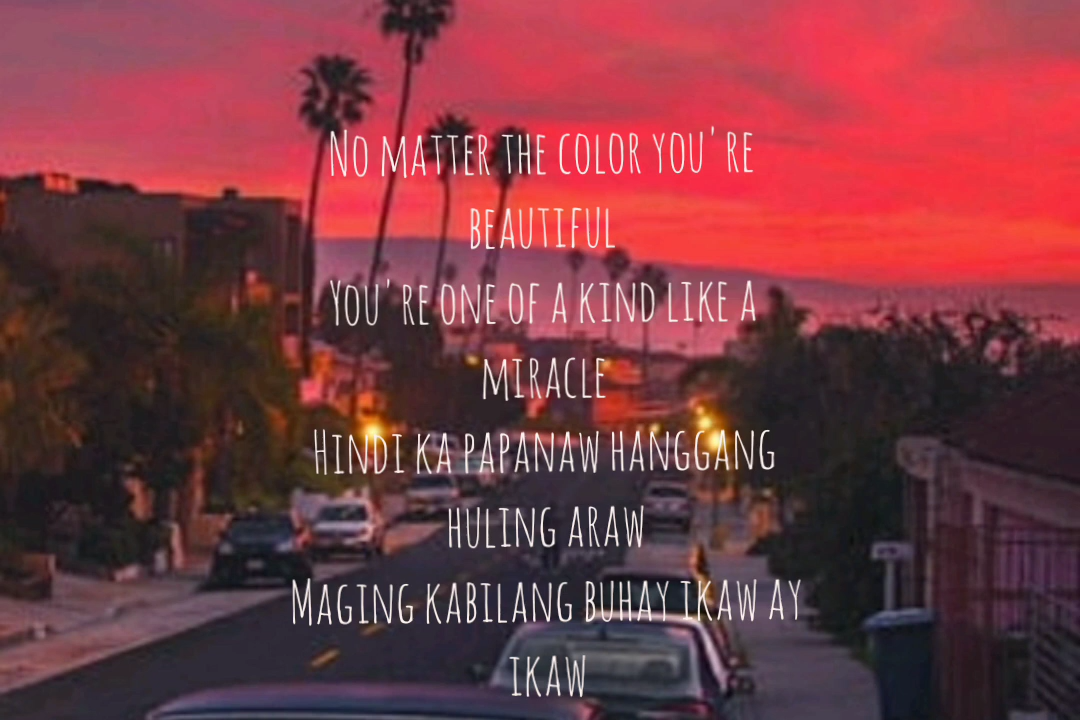 No matter the color you're
beautiful
You're one of a kind like a
miracle
Hindi ka papanaw hanggang
huling araw
Maging kabilang buhay ikaw ay
ikaw